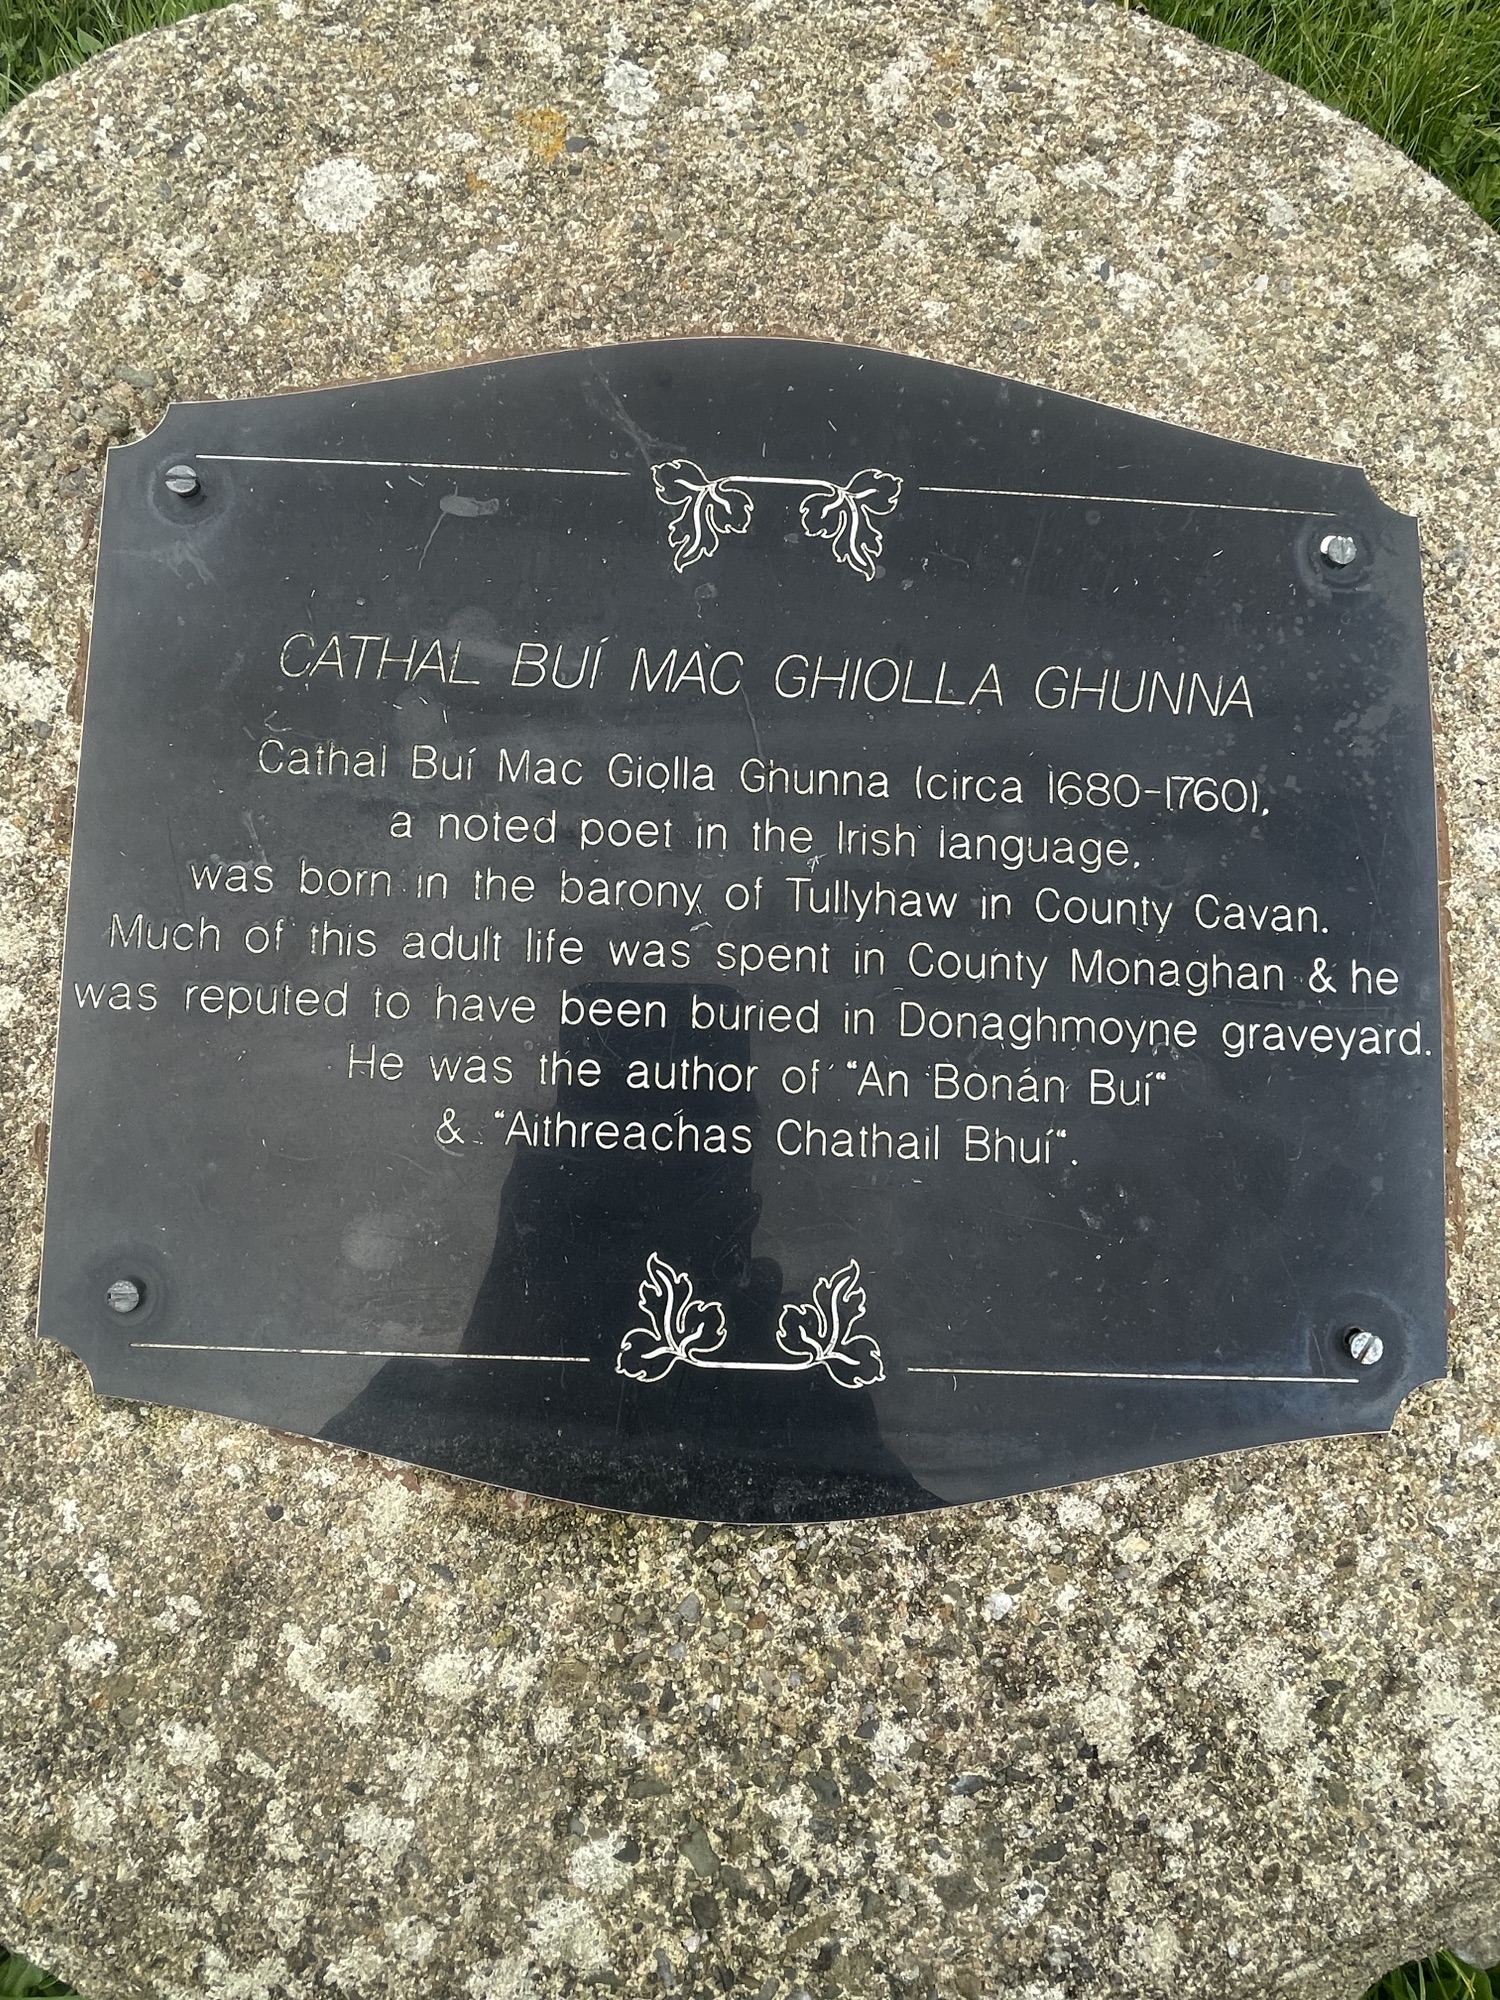 CATHAL BUÍ MAC GHIOLLA GHUNNA
Cathal Buí Mac Giolla Ghunna (circa 1680-1760),
a noted poet in the Irish language,
was born in the barony of Tullyhaw in County Cavan.
Much of this adult life was spent in County Monaghan & he
was reputed to have been buried in Donaghmoyne graveyard.
He was the author of “An Bonán Buí“
& “Aithreachas Chathail Bhuí“.